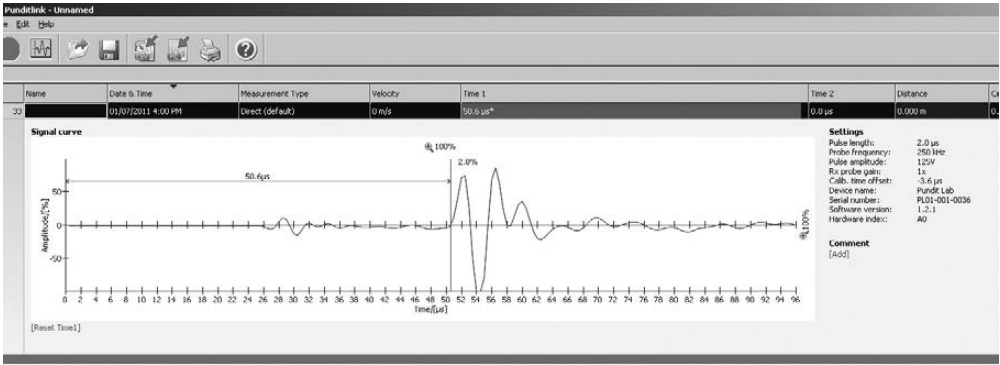 Punditlink - Unnamed
e Edit Help
Name Date & Time Measurement Type Velocity Time 1 Time 2 Distance
33 01/07/2011 4:00 PM Direct (default) 0 m/s 50.6 µs* 0.0 µs 0.000 m 0.
Signal curve
100%
2.0%
50.6µs
Amplitude/[%]
50
0
-50
100%
0 2 4 6 8 10 12 14 16 18 20 22 24 26 28 30 32 34 36 38 40 42 44 46 48 50 52 54 56 58 60 62 64 66 68 70 72 74 76 78 80 82 84 86 88 90 92 94 96
Time/[µs]
[Reset Time1]
Settings
Pulse length: 2.0 µs
Probe frequency: 250 kHz
Pulse amplitude: 125V
Rx probe gain: 1x
Calib. time offset: -3.6 µs
Device name: Pundit Lab
Serial number: PL01-001-0036
Software version: 1.2.1
Hardware index: A0
Comment
[Add]